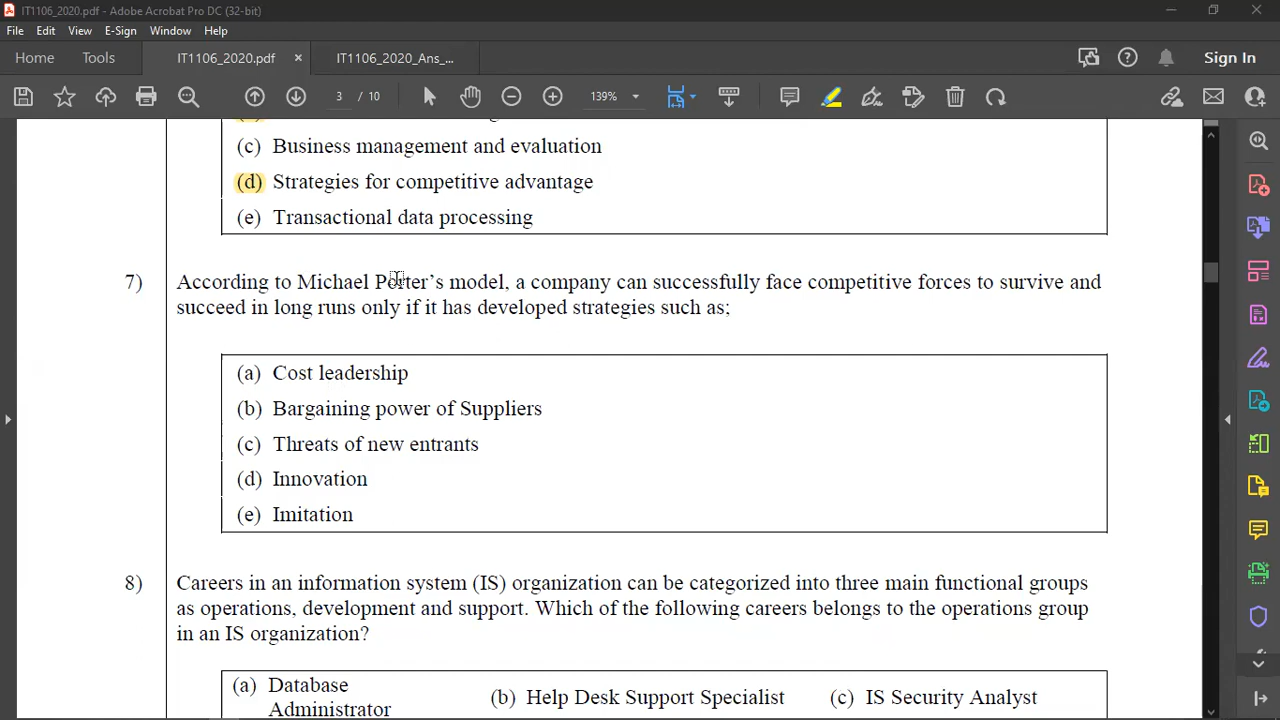 IT1106_2020.pdf - Adobe Acrobat Pro DC (32-bit)
File Edit View E-Sign Window Help
Home Tools IT1106_2020.pdf × IT1106_2020_Ans_... Sign In
3 / 10 139%
(c) Business management and evaluation
(d) Strategies for competitive advantage
(e) Transactional data processing
7) According to Michael Porter’s model, a company can successfully face competitive forces to survive and
succeed in long runs only if it has developed strategies such as;
(a) Cost leadership
(b) Bargaining power of Suppliers
(c) Threats of new entrants
(d) Innovation
(e) Imitation
8) Careers in an information system (IS) organization can be categorized into three main functional groups
as operations, development and support. Which of the following careers belongs to the operations group
in an IS organization?
(a) Database (b) Help Desk Support Specialist (c) IS Security Analyst
Administrator